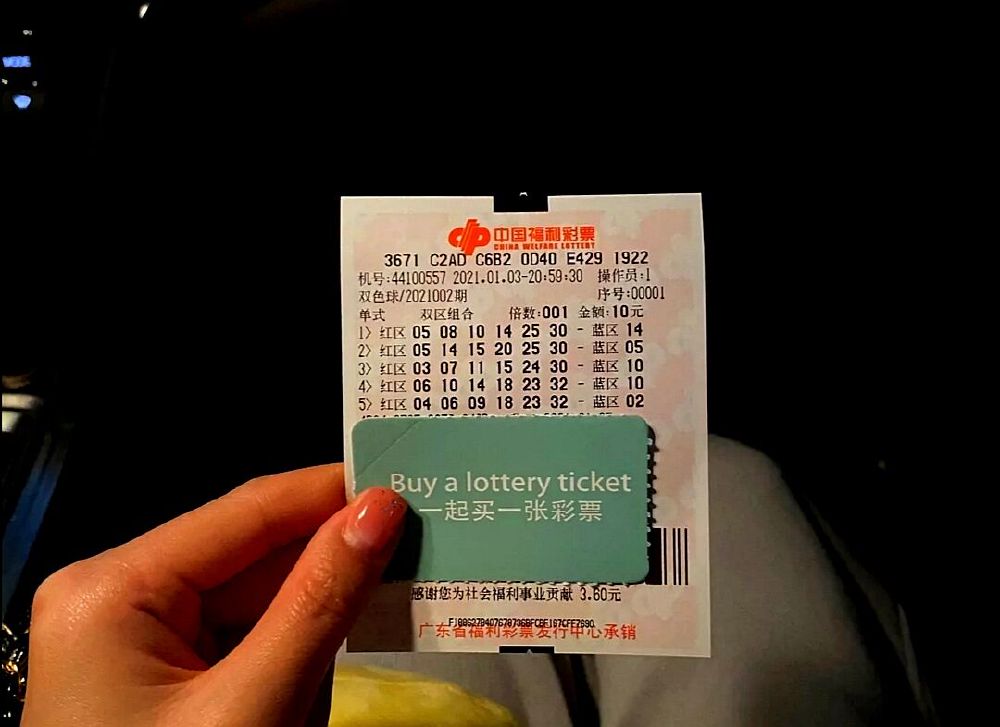 中国福利彩票
CHINA WELFARE LOTTERY
3671 C2AD C6B2 0D40 E429 1922
机号:44100557 2021.01.03-20:59:30 操作员:1
双色球/2021002期 序号:00001
单式 双区组合 倍数:001 金额:10元
1> 红区 05 08 10 14 25 30 - 蓝区 14
2> 红区 05 14 15 20 25 30 - 蓝区 05
3> 红区 03 07 11 15 24 30 - 蓝区 10
4> 红区 06 10 14 18 23 32 - 蓝区 10
5> 红区 04 06 09 18 23 32 - 蓝区 02
Buy a lottery ticket
一起买一张彩票
感谢您为社会福利事业贡献 3.60元
广东省福利彩票发行中心承销